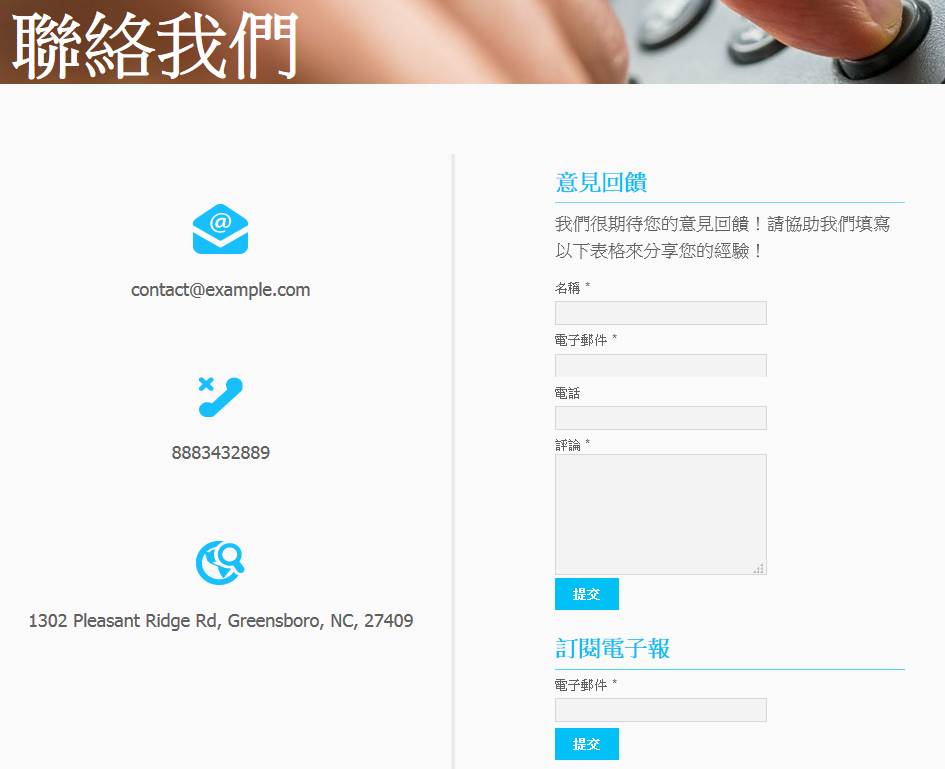 聯絡我們
contact@example.com
8883432889
1302 Pleasant Ridge Rd, Greensboro, NC, 27409
意見回饋
我們很期待您的意見回饋！請協助我們填寫
以下表格來分享您的經驗！
名稱 *
電子郵件 *
電話
評論 *
提交
訂閱電子報
電子郵件 *
提交